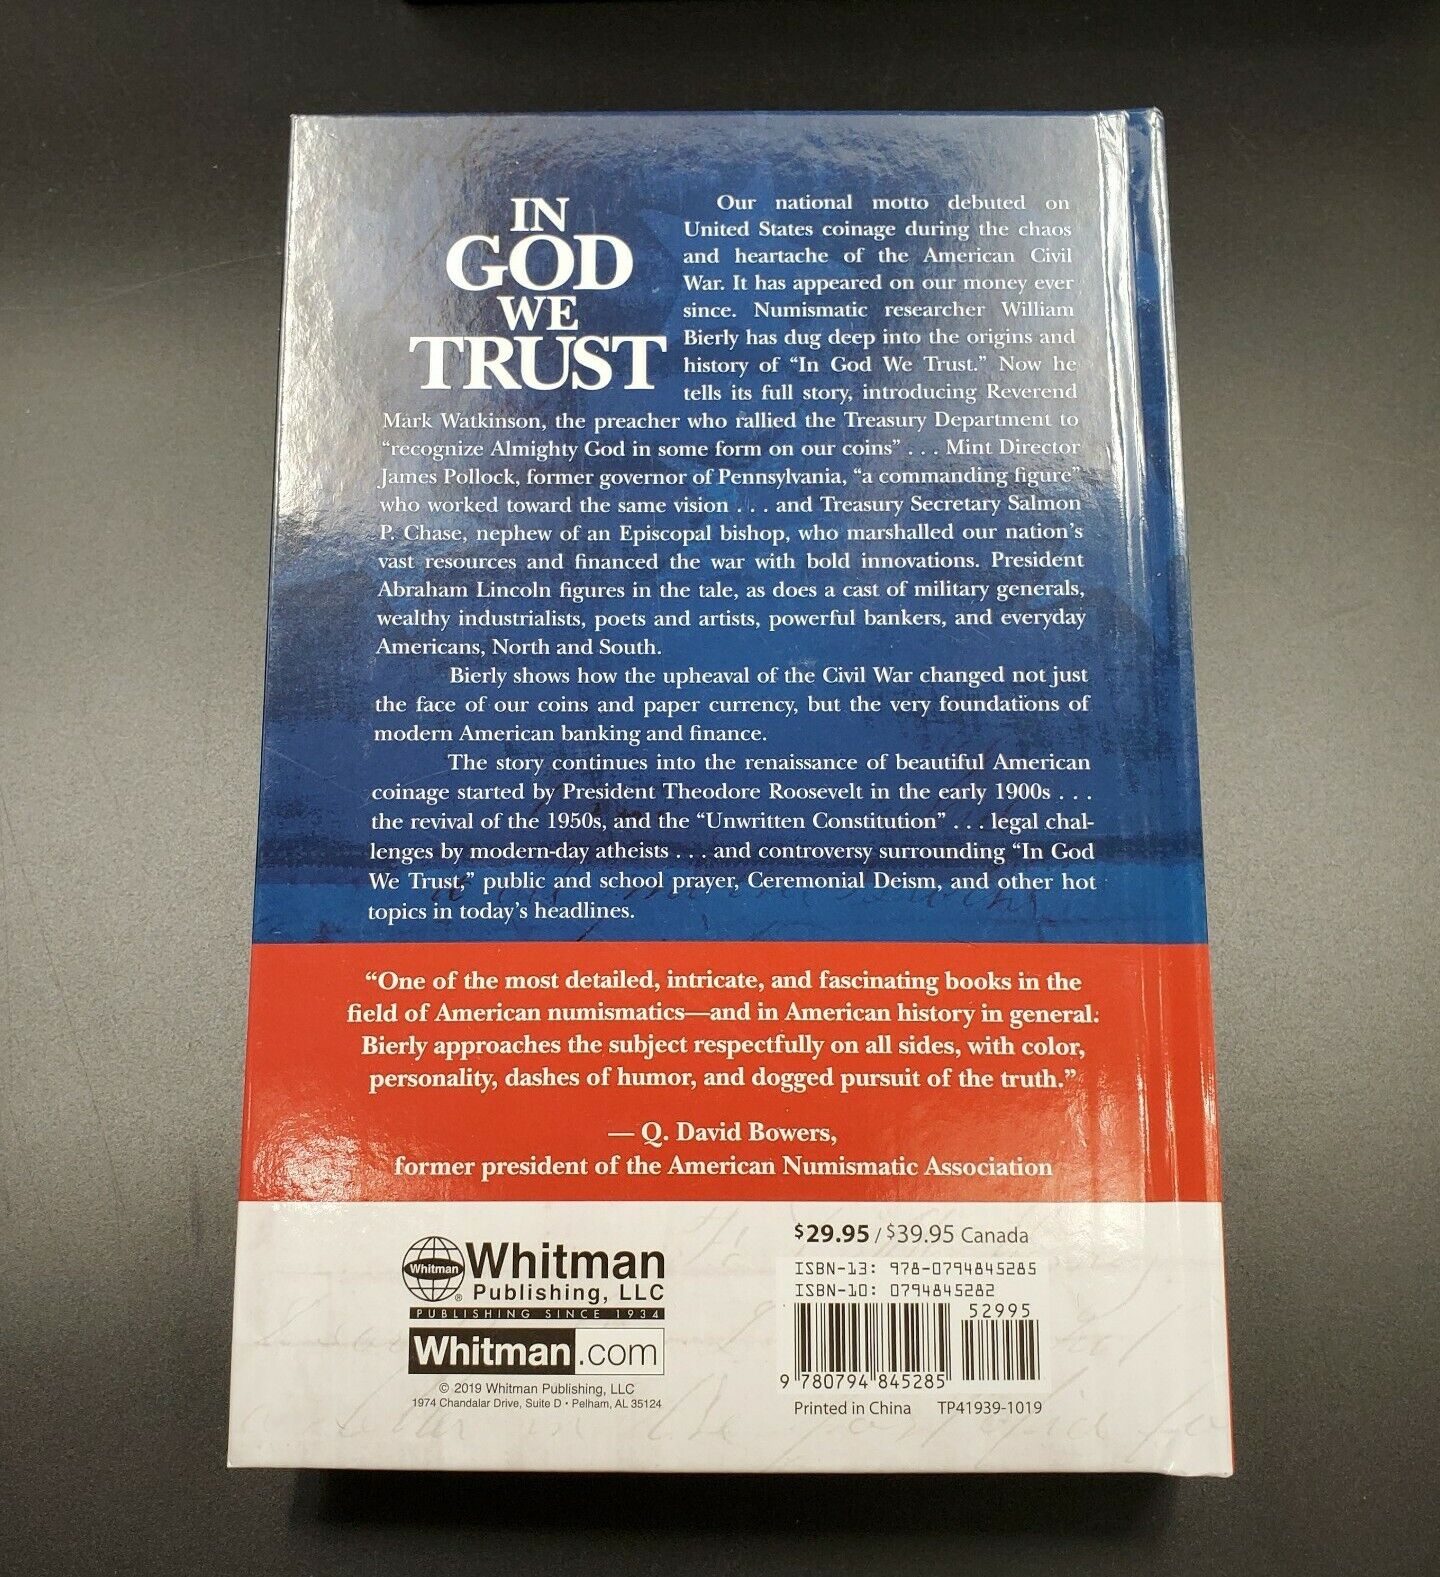 IN
GOD
WE
TRUST
Our national motto debuted on
United States coinage during the chaos
and heartache of the American Civil
War. It has appeared on our money ever
since. Numismatic researcher William
Bierly has dug deep into the origins and
history of “In God We Trust.” Now he
tells its full story, introducing Reverend
Mark Watkinson, the preacher who rallied the Treasury Department to
“recognize Almighty God in some form on our coins” . . . Mint Director
James Pollock, former governor of Pennsylvania, “a commanding figure”
who worked toward the same vision . . . and Treasury Secretary Salmon
P. Chase, nephew of an Episcopal bishop, who marshalled our nation’s
vast resources and financed the war with bold innovations. President
Abraham Lincoln figures in the tale, as does a cast of military generals,
wealthy industrialists, poets and artists, powerful bankers, and everyday
Americans, North and South.
Bierly shows how the upheaval of the Civil War changed not just
the face of our coins and paper currency, but the very foundations of
modern American banking and finance.
The story continues into the renaissance of beautiful American
coinage started by President Theodore Roosevelt in the early 1900s . . .
the revival of the 1950s, and the “Unwritten Constitution” . . . legal chal-
lenges by modern-day atheists . . . and controversy surrounding “In God
We Trust,” public and school prayer, Ceremonial Deism, and other hot
topics in today’s headlines.
“One of the most detailed, intricate, and fascinating books in the
field of American numismatics—and in American history in general.
Bierly approaches the subject respectfully on all sides, with color,
personality, dashes of humor, and dogged pursuit of the truth.”
— Q. David Bowers,
former president of the American Numismatic Association
Whitman
Whitman ®
Publishing, LLC
PUBLISHING SINCE 1934
Whitman.com
© 2019 Whitman Publishing, LLC
1974 Chandalar Drive, Suite D • Pelham, AL 35124
$29.95 / $39.95 Canada
ISBN-13: 978-0794845285
ISBN-10: 0794845282
52995
9 780794 845285
Printed in China TP41939-1019